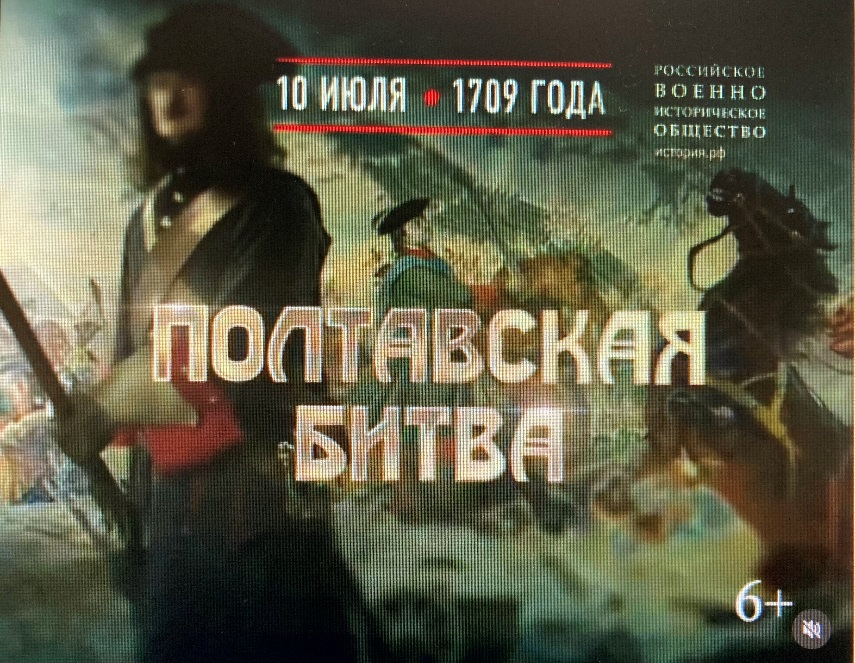 10 ИЮЛЯ • 1709 ГОДА
РОССИЙСКОЕ
ВОЕННО
ИСТОРИЧЕСКОЕ
ОБЩЕСТВО
история.рф
ПОЛТАВСКАЯ
БИТВА
6+